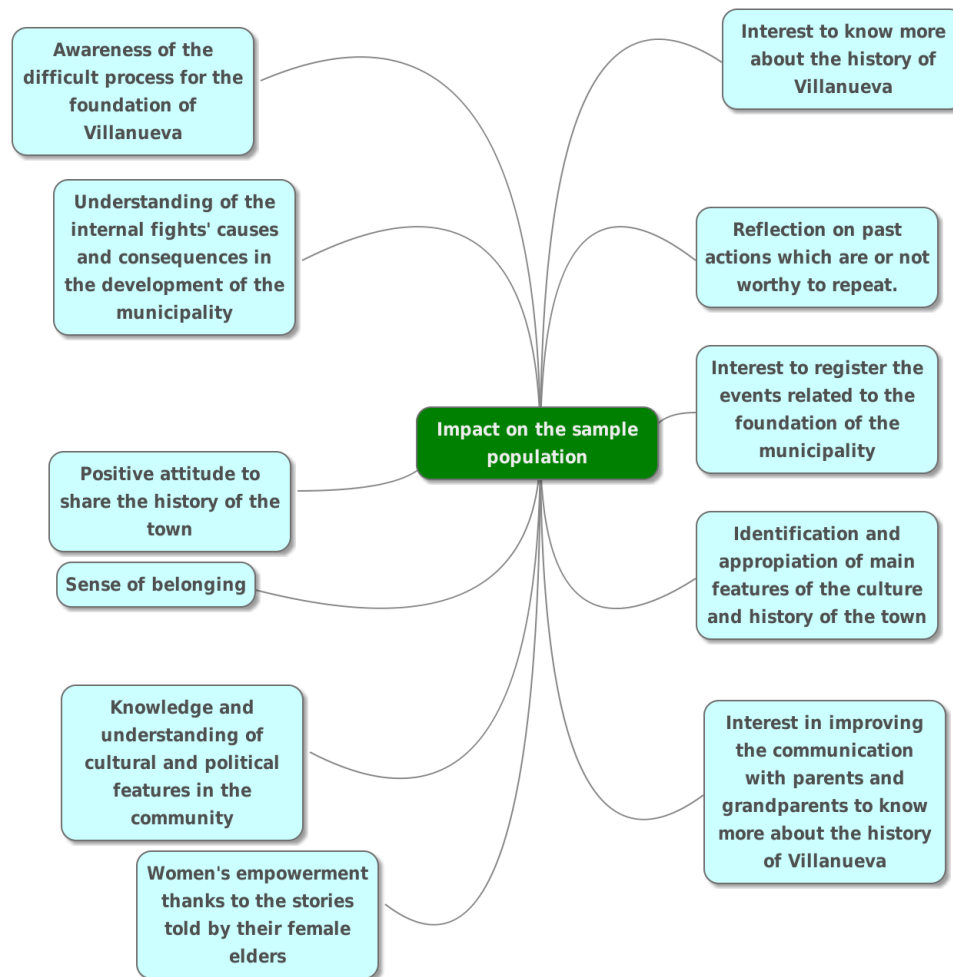 Awareness of the
difficult process for the
foundation of
Villanueva
Understanding of the
internal fights' causes
and consequences in
the development of the
municipality
Positive attitude to
share the history of the
town
Sense of belonging
Knowledge and
understanding of
cultural and political
features in the
community
Women's empowerment
thanks to the stories
told by their female
elders
Impact on the sample
population
Interest to know more
about the history of
Villanueva
Reflection on past
actions which are or not
worthy to repeat.
Interest to register the
events related to the
foundation of the
municipality
Identification and
appropiation of main
features of the culture
and history of the town
Interest in improving
the communication
with parents and
grandparents to know
more about the history
of Villanueva